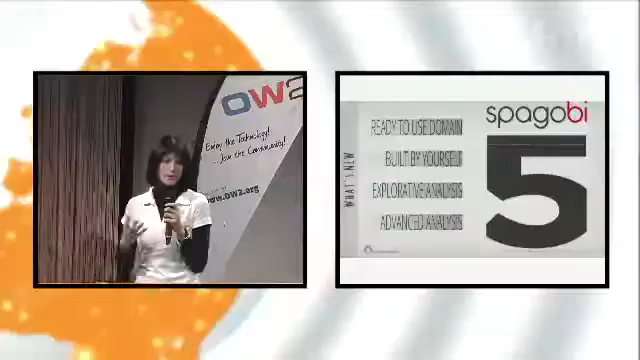 OW2
Enjoy the Technology!
Join the Community!
www.ow2.org
WHAT'S NEW
READY TO USE DOMAIN
BUILT BY YOURSELF
EXPLORATIVE ANALYSIS
ADVANCED ANALYSIS
spagobi
5